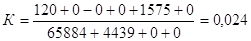 K = (120+0−0+0+1575+0)/(65884+4439+0+0) = 0,024